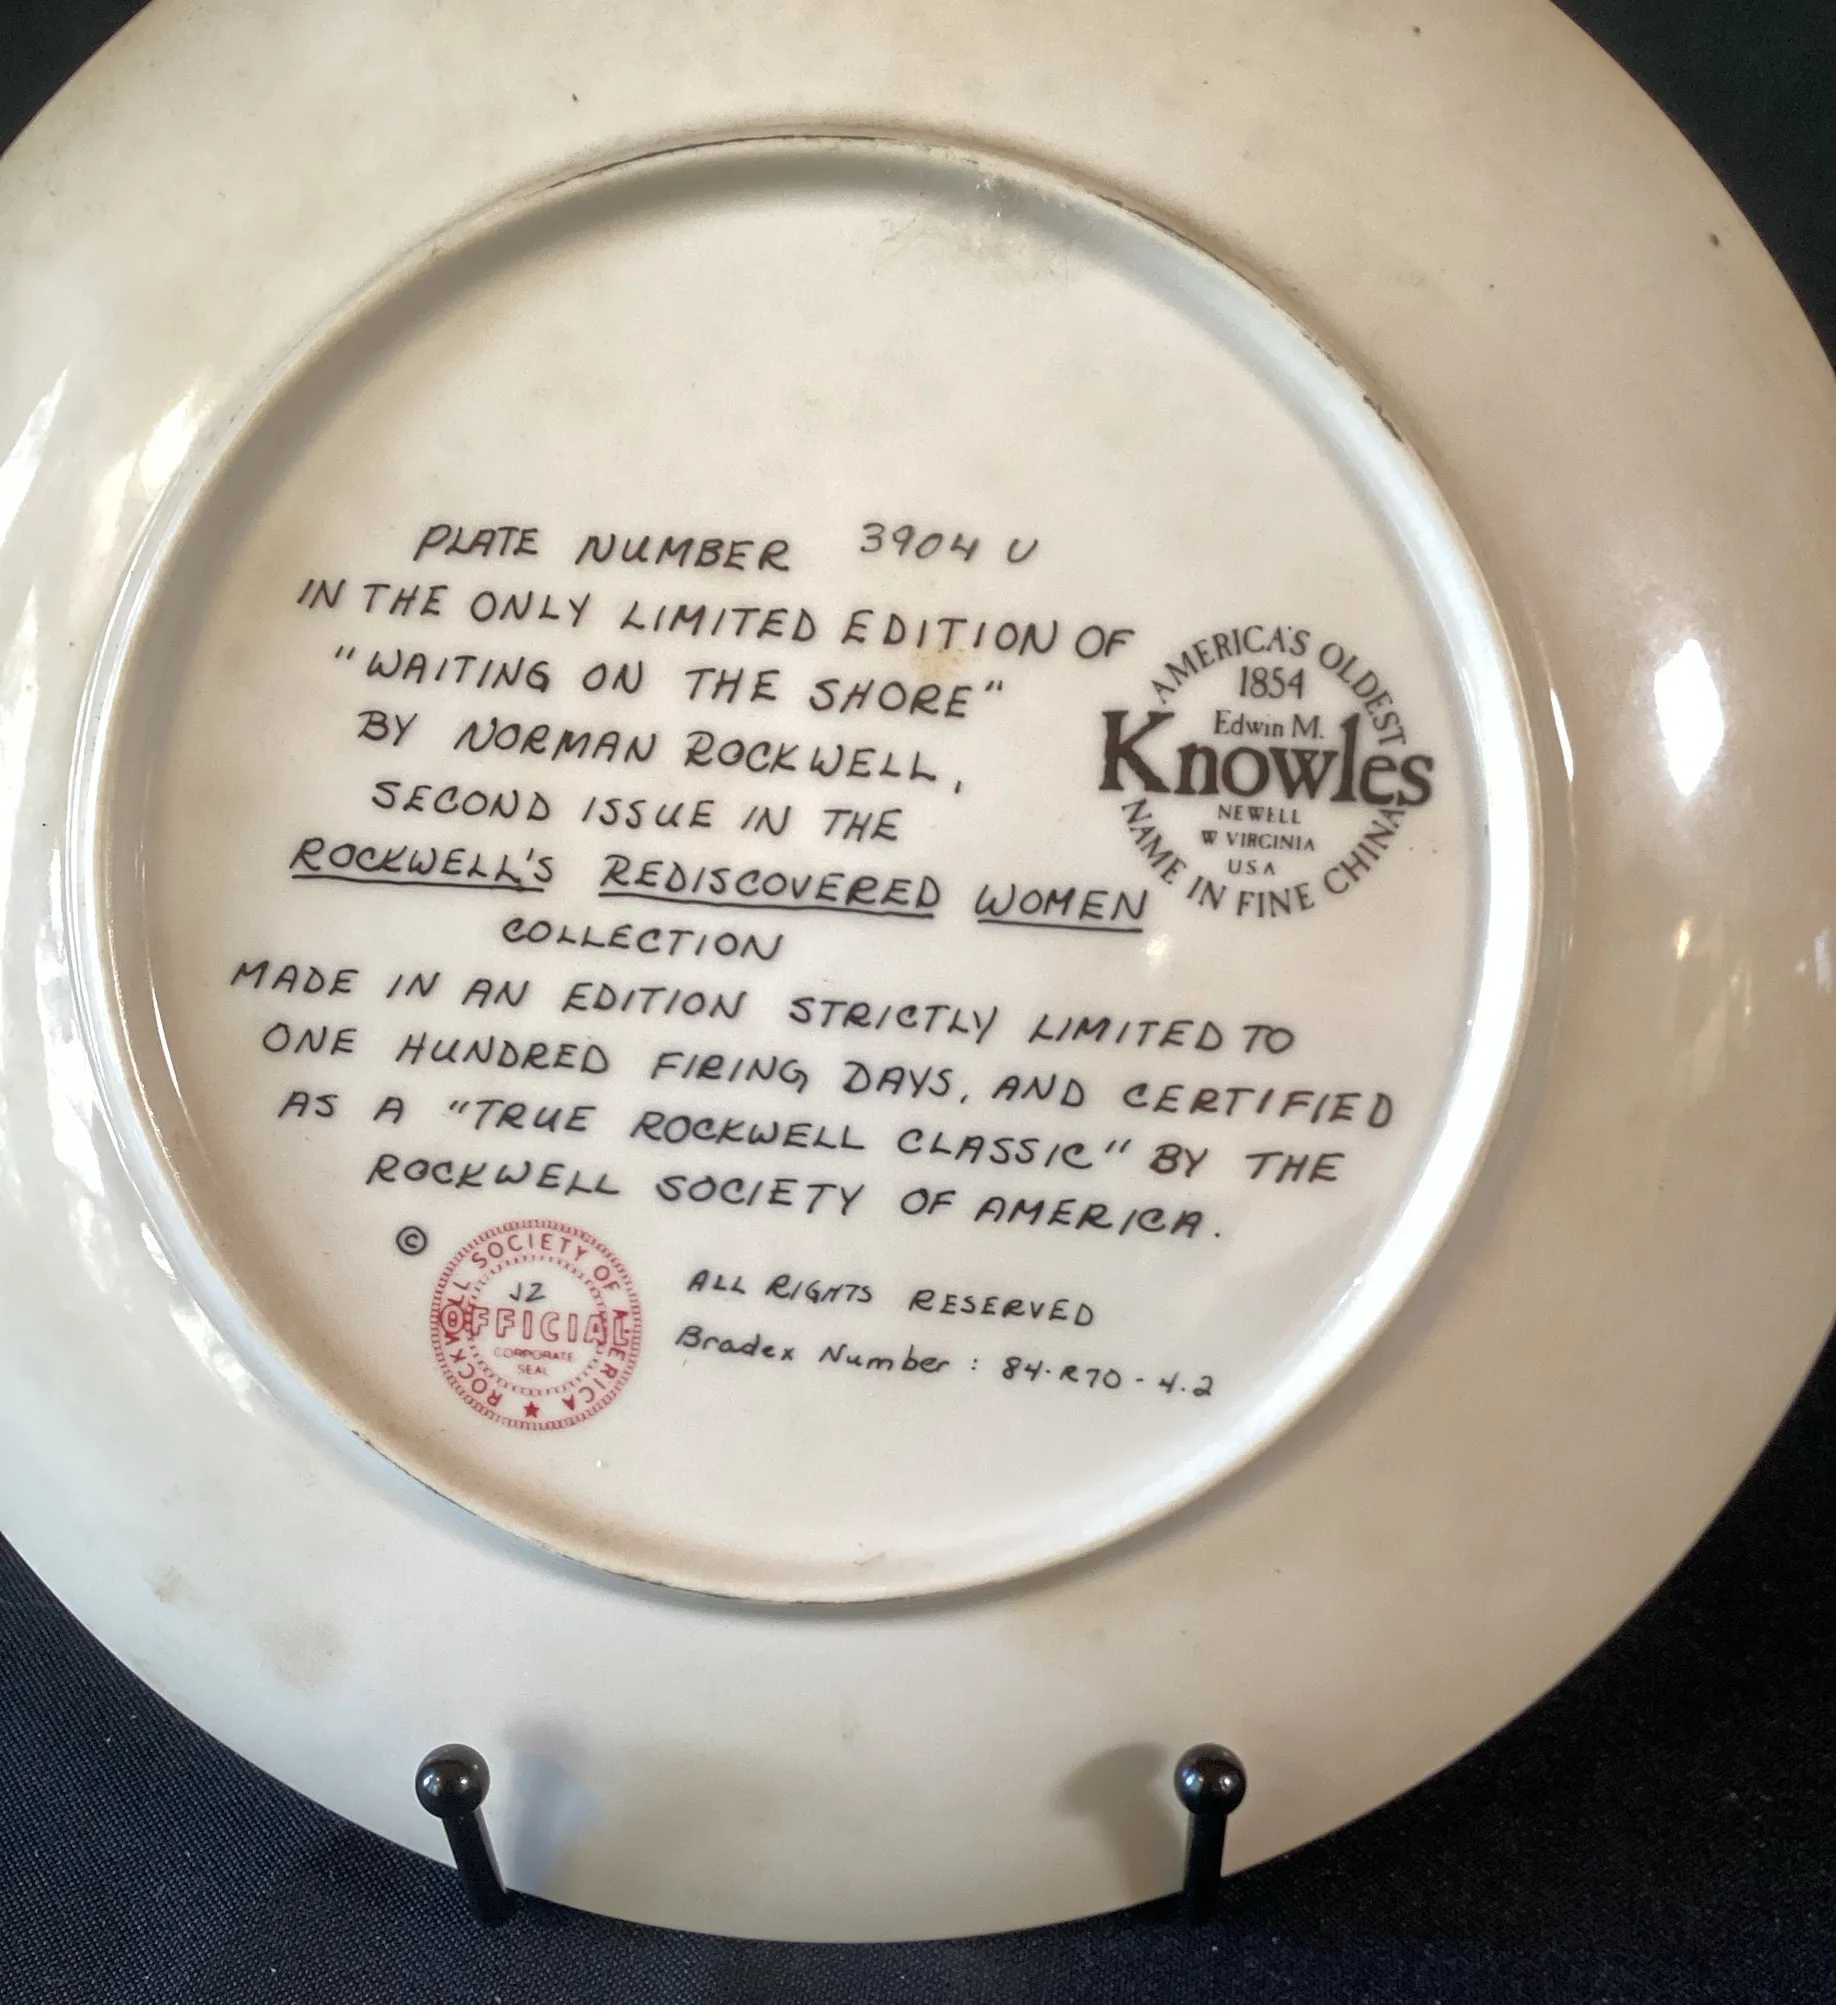 PLATE NUMBER 3904 U
IN THE ONLY LIMITED EDITION OF
"WAITING ON THE SHORE"
BY NORMAN ROCKWELL,
SECOND ISSUE IN THE
ROCKWELL'S REDISCOVERED WOMEN
COLLECTION
MADE IN AN EDITION STRICTLY LIMITED TO
ONE HUNDRED FIRING DAYS, AND CERTIFIED
AS A "TRUE ROCKWELL CLASSIC" BY THE
ROCKWELL SOCIETY OF AMERICA.
AMERICA'S OLDEST
1854
Edwin M.
Knowles
NEWELL
W VIRGINIA
USA
NAME IN FINE CHINA
©
ROCKWELL SOCIETY OF AMERICA ★
JZ
OFFICIAL
CORPORATE
SEAL
ALL RIGHTS RESERVED
Bradex Number: 84-R70-4.2